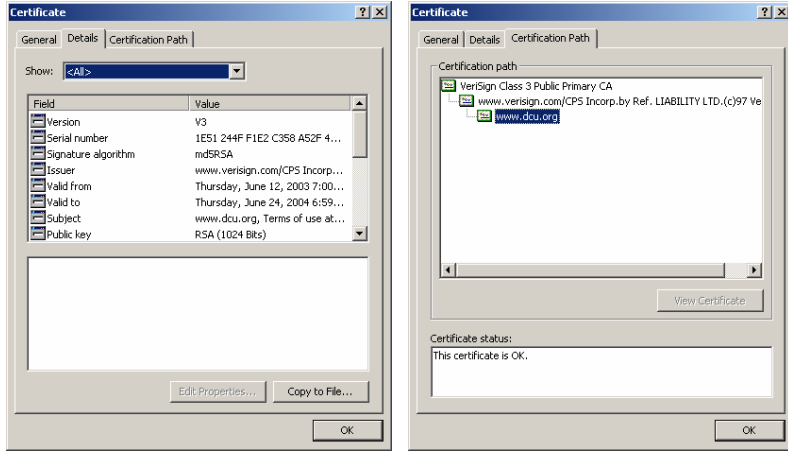 Certificate
General Details Certification Path
Show: <All>
Field Value
Version V3
Serial number 1E51 244F F1E2 C358 A52F 4...
Signature algorithm md5RSA
Issuer www.verisign.com/CPS Incorp...
Valid from Thursday, June 12, 2003 7:00...
Valid to Thursday, June 24, 2004 6:59...
Subject www.dcu.org, Terms of use at...
Public key RSA (1024 Bits)
Edit Properties... Copy to File...
OK
Certificate
General Details Certification Path
Certification path
VeriSign Class 3 Public Primary CA
www.verisign.com/CPS Incorp.by Ref. LIABILITY LTD.(c)97 Ve
www.dcu.org
View Certificate
Certificate status:
This certificate is OK.
OK